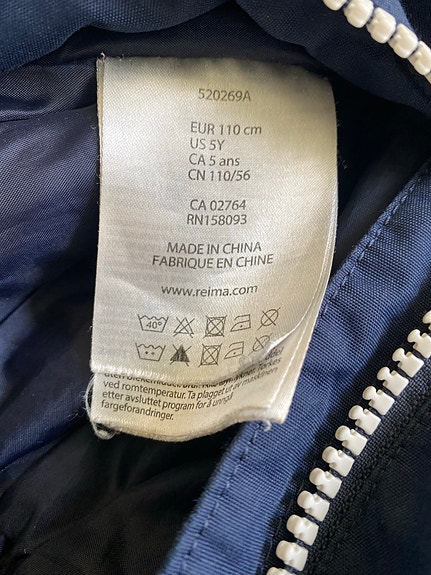 520269A
EUR 110 cm
US 5Y
CA 5 ans
CN 110/56
CA 02764
RN158093
MADE IN CHINA
FABRIQUE EN CHINE
www.reima.com
40°
ved romtemperatur. Ta plagget ut av maskinen
etter avsluttet program for å unngå
fargeforandringer.